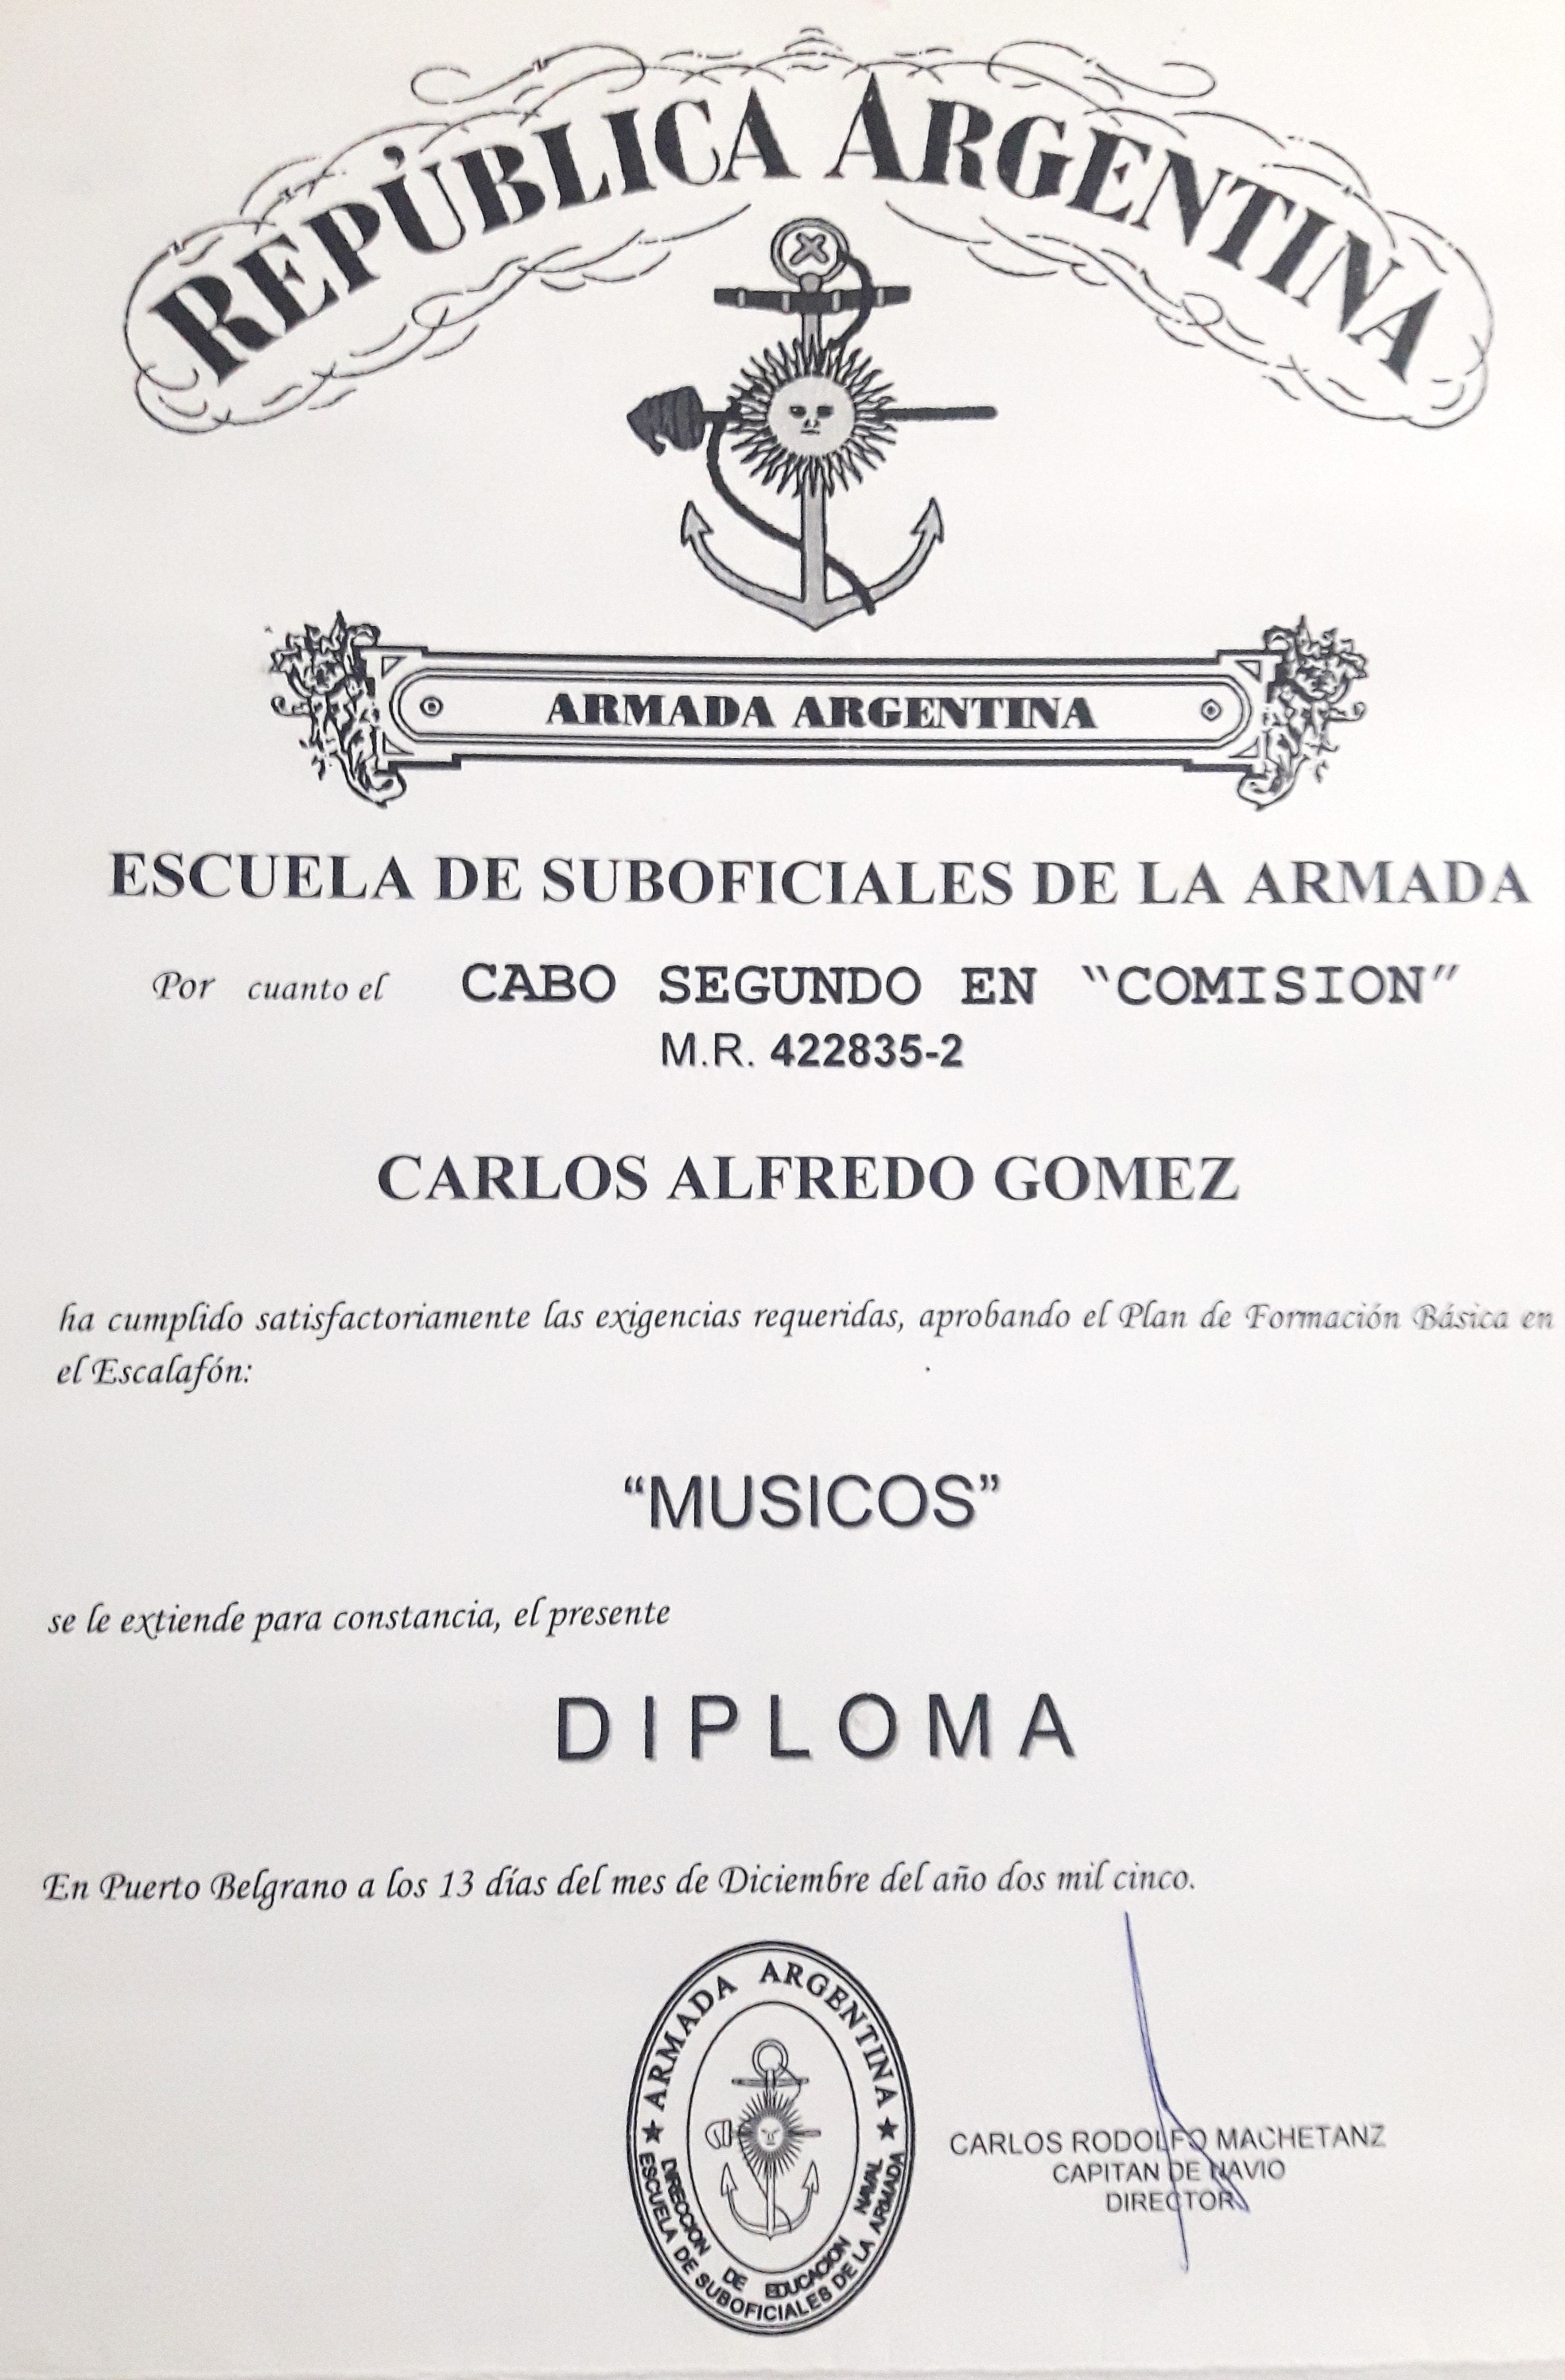 REPÚBLICA ARGENTINA
ARMADA ARGENTINA
ESCUELA DE SUBOFICIALES DE LA ARMADA
Por cuanto el CABO SEGUNDO EN "COMISION"
M.R. 422835-2
CARLOS ALFREDO GOMEZ
ha cumplido satisfactoriamente las exigencias requeridas, aprobando el Plan de Formación Básica en
el Escalafón:
“MUSICOS”
se le extiende para constancia, el presente
DIPLOMA
En Puerto Belgrano a los 13 días del mes de Diciembre del año dos mil cinco.
★ ARMADA ARGENTINA ★
DIRECCION DE EDUCACION NAVAL
ESCUELA DE SUBOFICIALES DE LA ARMADA
CARLOS RODOLFO MACHETANZ
CAPITAN DE NAVIO
DIRECTOR